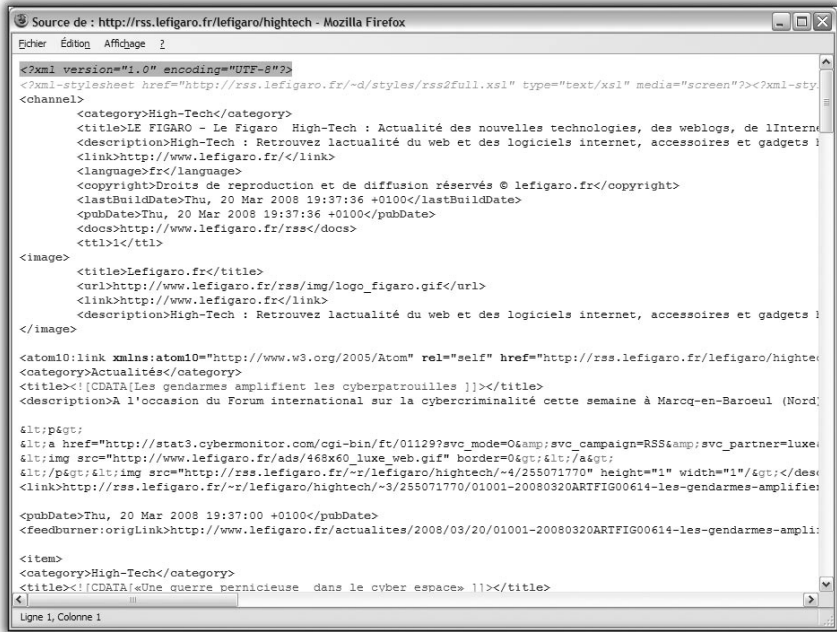 Source de : http://rss.lefigaro.fr/lefigaro/hightech - Mozilla Firefox
Fichier Édition Affichage ?
<?xml version="1.0" encoding="UTF-8"?>
<?xml-stylesheet href="http://rss.lefigaro.fr/~d/styles/rss2full.xsl" type="text/xsl" media="screen"?><?xml-sty
<channel>
<category>High-Tech</category>
<title>LE FIGARO - Le Figaro High-Tech : Actualité des nouvelles technologies, des weblogs, de l'Intern
<description>High-Tech : Retrouvez lactualité du web et des logiciels internet, accessoires et gadgets
<link>http://www.lefigaro.fr/</link>
<language>fr</language>
<copyright>Droits de reproduction et de diffusion réservés © lefigaro.fr</copyright>
<lastBuildDate>Thu, 20 Mar 2008 19:37:36 +0100</lastBuildDate>
<pubDate>Thu, 20 Mar 2008 19:37:36 +0100</pubDate>
<docs>http://www.lefigaro.fr/rss</docs>
<ttl>1</ttl>
<image>
<title>Lefigaro.fr</title>
<url>http://www.lefigaro.fr/rss/img/logo_figaro.gif</url>
<link>http://www.lefigaro.fr</link>
<description>High-Tech : Retrouvez lactualité du web et des logiciels internet, accessoires et gadgets
</image>
<atom10:link xmlns:atom10="http://www.w3.org/2005/Atom" rel="self" href="http://rss.lefigaro.fr/lefigaro/highte
<category>Actualités</category>
<title><![CDATA[Les gendarmes amplifient les cyberpatrouilles ]]></title>
<description>A l'occasion du Forum international sur la cybercriminalité cette semaine à Marcq-en-Baroeul (Nord)
&lt;p&gt;
&lt;a href="http://stat3.cybermonitor.com/cgi-bin/ft/01129?svc_mode=O&amp;svc_campaign=RSS&amp;svc_partner=luxe
&lt;img src="http://www.lefigaro.fr/ads/468x60_luxe_web.gif" border=0&gt;&lt;/a&gt;
&lt;/p&gt;&lt;img src="http://rss.lefigaro.fr/~r/lefigaro/hightech/~4/255071770" height="1" width="1"/&gt;</des
<link>http://rss.lefigaro.fr/~r/lefigaro/hightech/~3/255071770/01001-20080320ARTFIG00614-les-gendarmes-amplifie
<pubDate>Thu, 20 Mar 2008 19:37:00 +0100</pubDate>
<feedburner:origLink>http://www.lefigaro.fr/actualites/2008/03/20/01001-20080320ARTFIG00614-les-gendarmes-ampli
<item>
<category>High-Tech</category>
<title><![CDATA[«Une guerre pernicieuse dans le cyber espace» ]]></title>
Ligne 1, Colonne 1